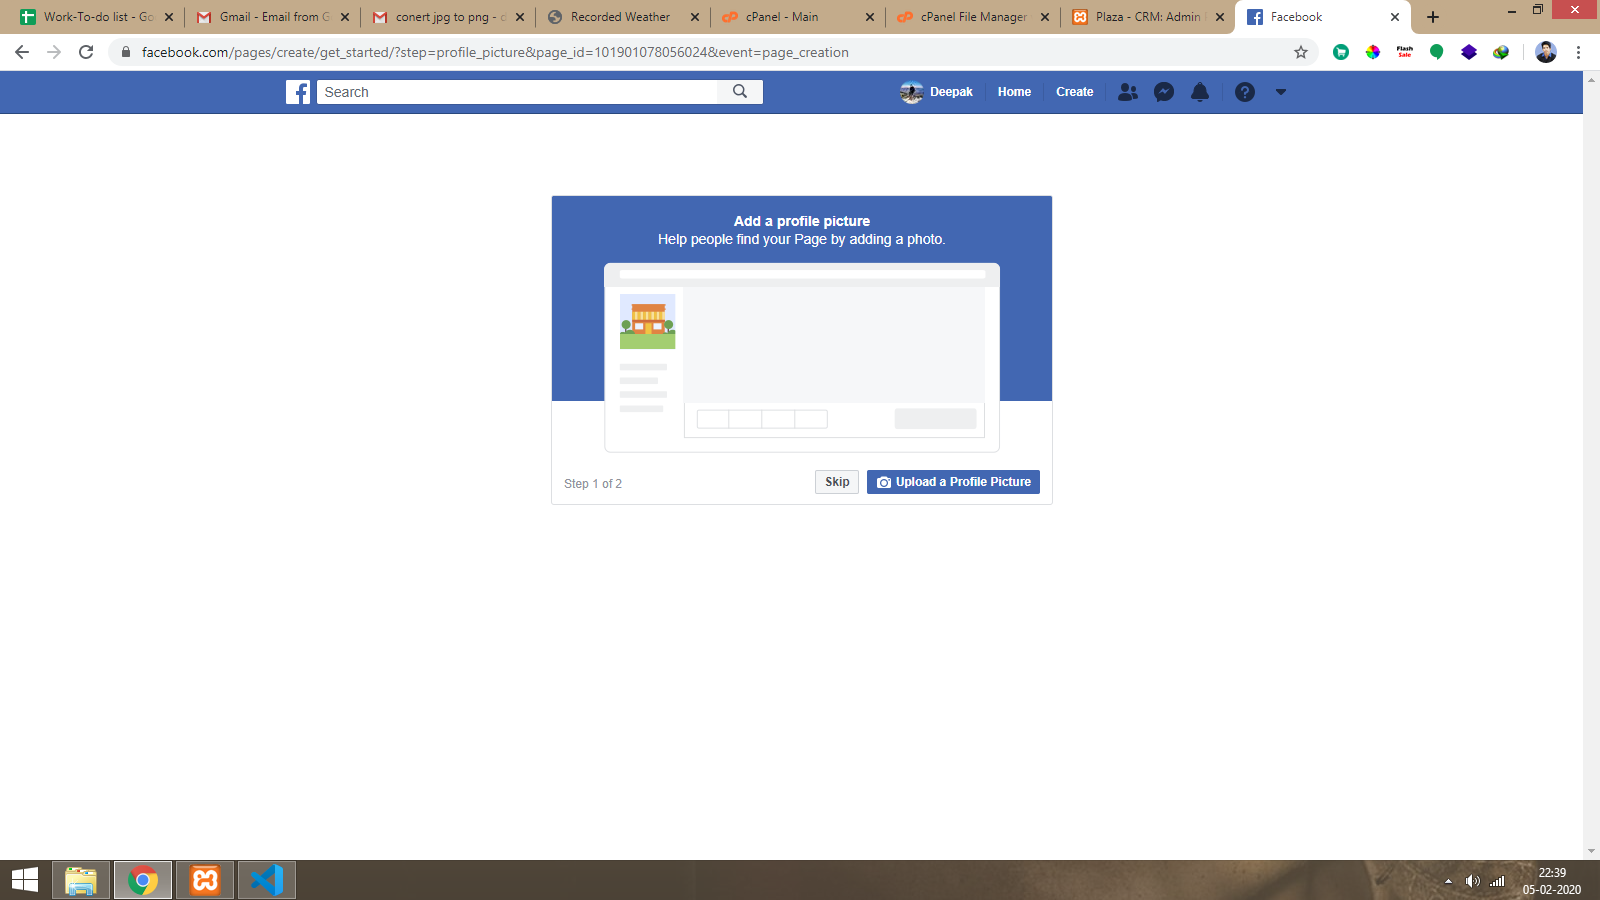 Work-To-do list - Go
Gmail - Email from G
conert jpg to png - d
Recorded Weather
cPanel - Main
cPanel File Manager
Plaza - CRM: Admin
Facebook
facebook.com/pages/create/get_started/?step=profile_picture&page_id=101901078056024&event=page_creation
Flash
Sale
Search
Deepak
Home
Create
Add a profile picture
Help people find your Page by adding a photo.
Step 1 of 2
Skip
Upload a Profile Picture
22:39
05-02-2020